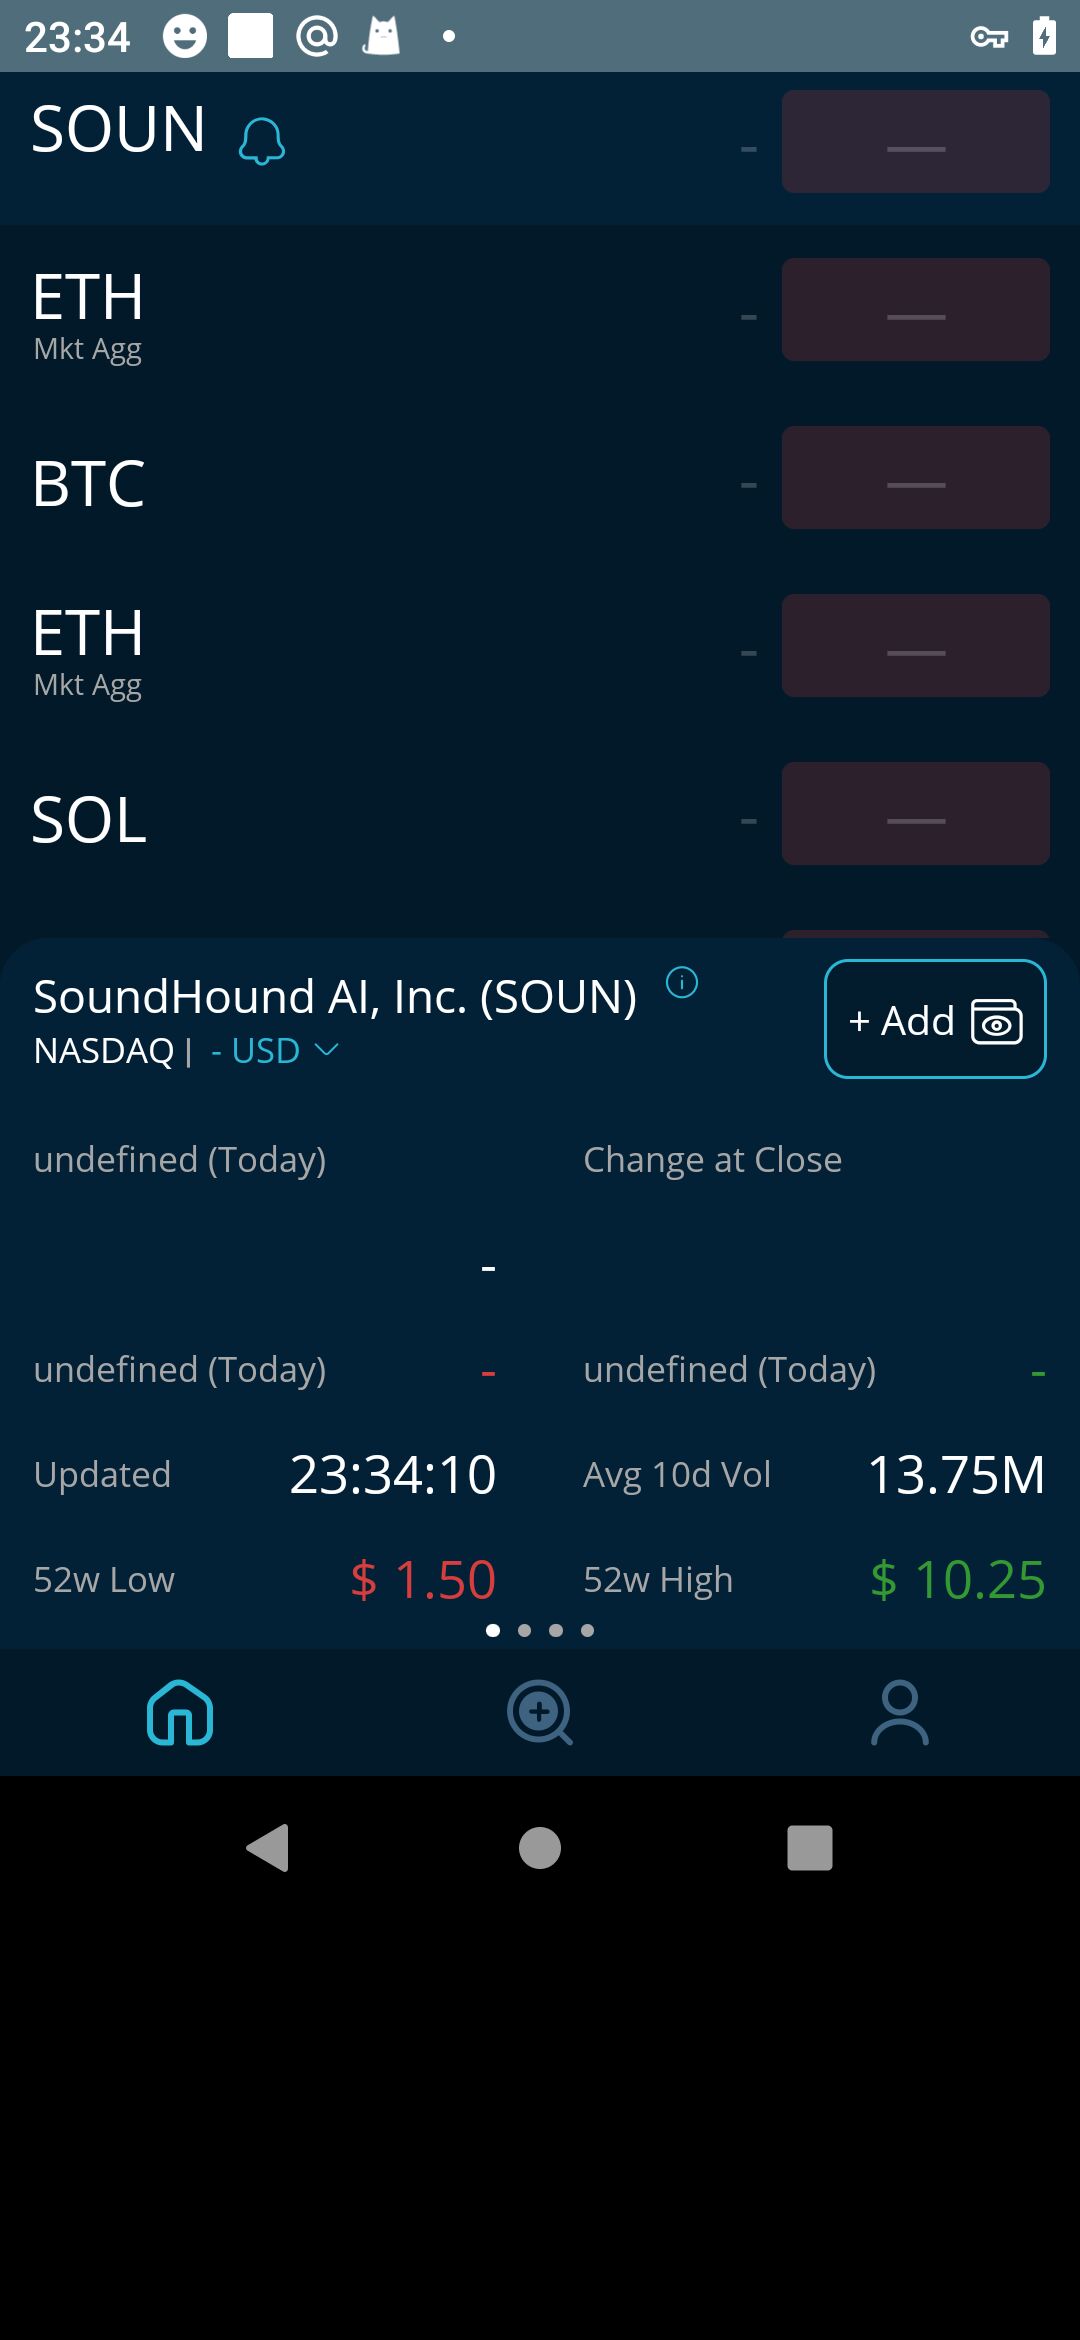 23:34
SOUN - —
ETH - —
Mkt Agg
BTC - —
ETH - —
Mkt Agg
SOL - —
SoundHound AI, Inc. (SOUN)
+ Add
NASDAQ | - USD
undefined (Today) Change at Close
-
undefined (Today) - undefined (Today) -
Updated 23:34:10 Avg 10d Vol 13.75M
52w Low $ 1.50 52w High $ 10.25